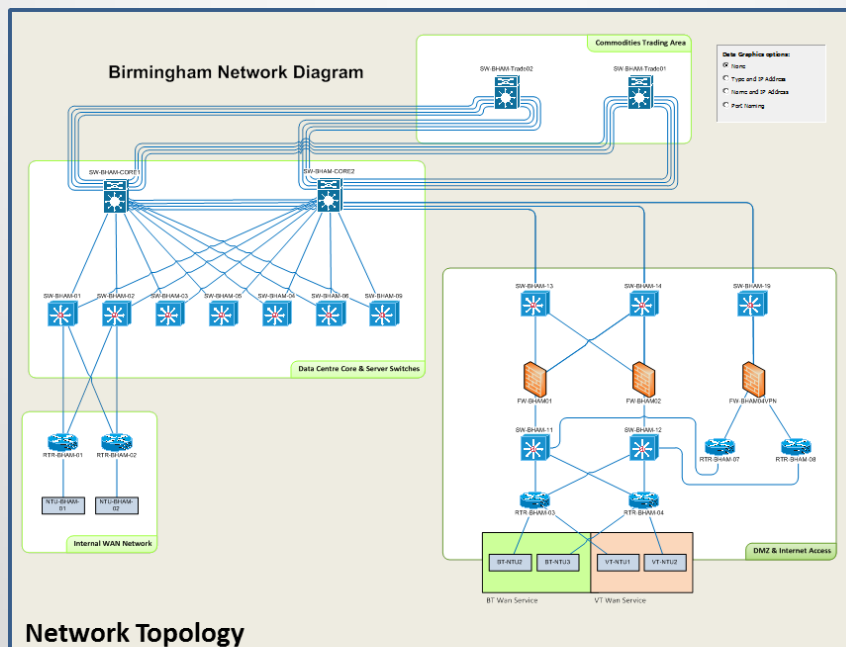 Commodities Trading Area
Birmingham Network Diagram
SW-BHAM-Trade02
SW-BHAM-Trade01
Data Graphics options:
None
Type and IP Address
Name and IP Address
Port Naming
SW-BHAM-CORE1
SW-BHAM-CORE2
SW-BHAM-01
SW-BHAM-02
SW-BHAM-03
SW-BHAM-05
SW-BHAM-04
SW-BHAM-06
SW-BHAM-09
Data Centre Core & Server Switches
SW-BHAM-13
SW-BHAM-14
SW-BHAM-19
FW-BHAM01
FW-BHAM02
FW-BHAM04VPN
SW-BHAM-11
SW-BHAM-12
RTR-BHAM-07
RTR-BHAM-08
RTR-BHAM-01
RTR-BHAM-02
NTU-BHAM-
01
NTU-BHAM-
02
Internal WAN Network
RTR-BHAM-03
RTR-BHAM-04
DMZ & Internet Access
BT-NTU2
BT-NTU3
VT-NTU1
VT-NTU2
BT Wan Service
VT Wan Service
Network Topology